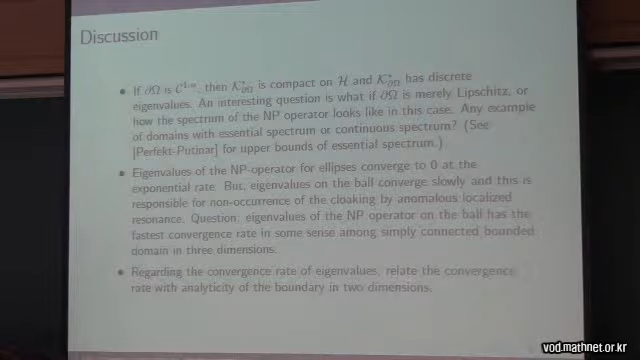 Discussion
• If ∂Ω is C^{1,α}, then K*_{∂Ω} is compact on H and K*_{∂Ω} has discrete
eigenvalues. An interesting question is what if ∂Ω is merely Lipschitz, or
how the spectrum of the NP operator looks like in this case. Any example
of domains with essential spectrum or continuous spectrum? (See
[Perfekt-Putinar] for upper bounds of essential spectrum.)
• Eigenvalues of the NP-operator for ellipses converge to 0 at the
exponential rate. But, eigenvalues on the ball converge slowly and this is
responsible for non-occurrence of the cloaking by anomalous localized
resonance. Question: eigenvalues of the NP operator on the ball has the
fastest convergence rate in some sense among simply connected bounded
domain in three dimensions.
• Regarding the convergence rate of eigenvalues, relate the convergence
rate with analyticity of the boundary in two dimensions.
vod.mathnet.or.kr